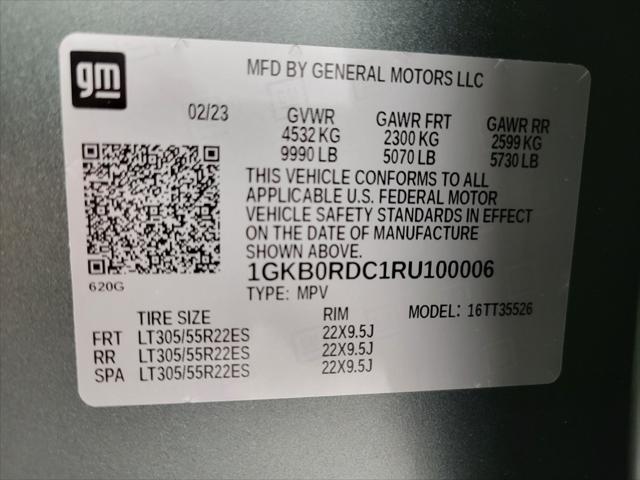 gm
MFD BY GENERAL MOTORS LLC
02/23 GVWR GAWR FRT GAWR RR
4532 KG 2300 KG 2599 KG
9990 LB 5070 LB 5730 LB
THIS VEHICLE CONFORMS TO ALL
APPLICABLE U.S. FEDERAL MOTOR
VEHICLE SAFETY STANDARDS IN EFFECT
ON THE DATE OF MANUFACTURE
SHOWN ABOVE.
1GKB0RDC1RU100006
620G
TYPE: MPV MODEL: 16TT35526
TIRE SIZE RIM
FRT LT305/55R22ES 22X9.5J
RR LT305/55R22ES 22X9.5J
SPA LT305/55R22ES 22X9.5J